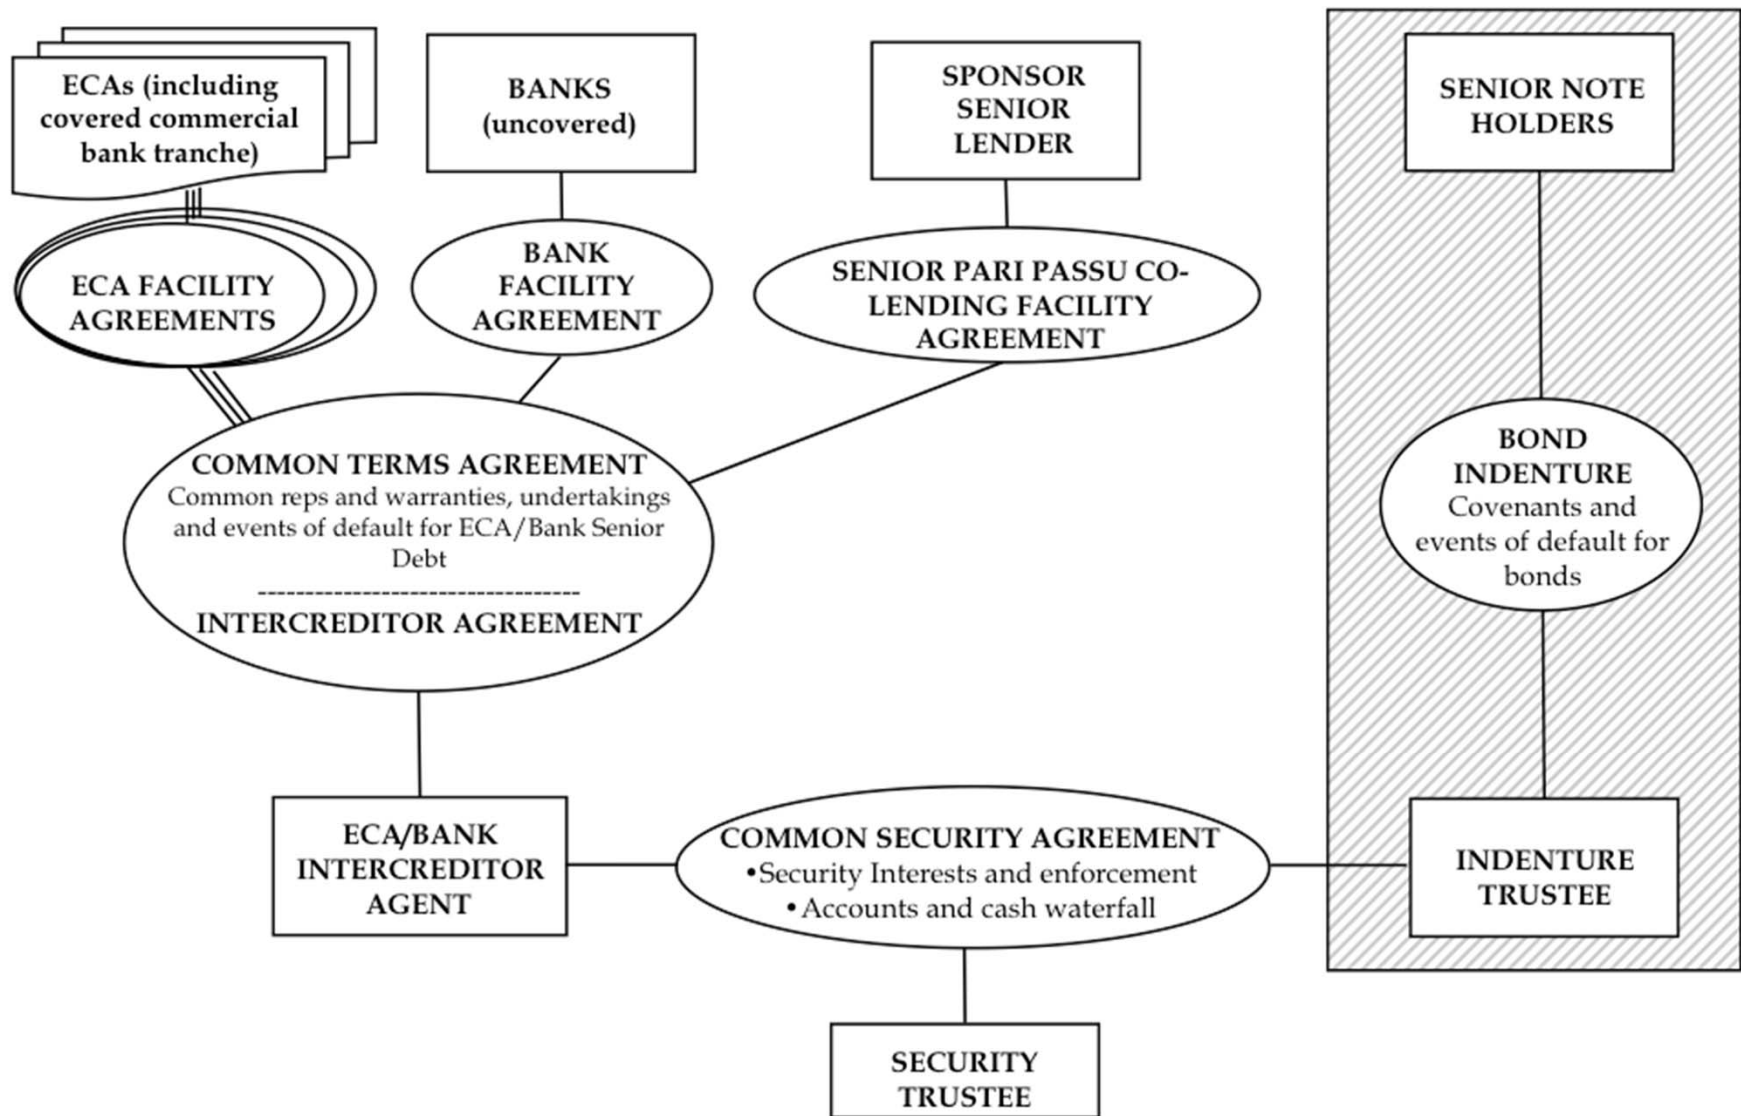 ECAs (including
covered commercial
bank tranche)
BANKS
(uncovered)
SPONSOR
SENIOR
LENDER
SENIOR NOTE
HOLDERS
ECA FACILITY
AGREEMENTS
BANK
FACILITY
AGREEMENT
SENIOR PARI PASSU CO-
LENDING FACILITY
AGREEMENT
COMMON TERMS AGREEMENT
Common reps and warranties, undertakings
and events of default for ECA/Bank Senior
Debt
----------------------------------
INTERCREDITOR AGREEMENT
BOND
INDENTURE
Covenants and
events of default for
bonds
ECA/BANK
INTERCREDITOR
AGENT
COMMON SECURITY AGREEMENT
•Security Interests and enforcement
•Accounts and cash waterfall
INDENTURE
TRUSTEE
SECURITY
TRUSTEE